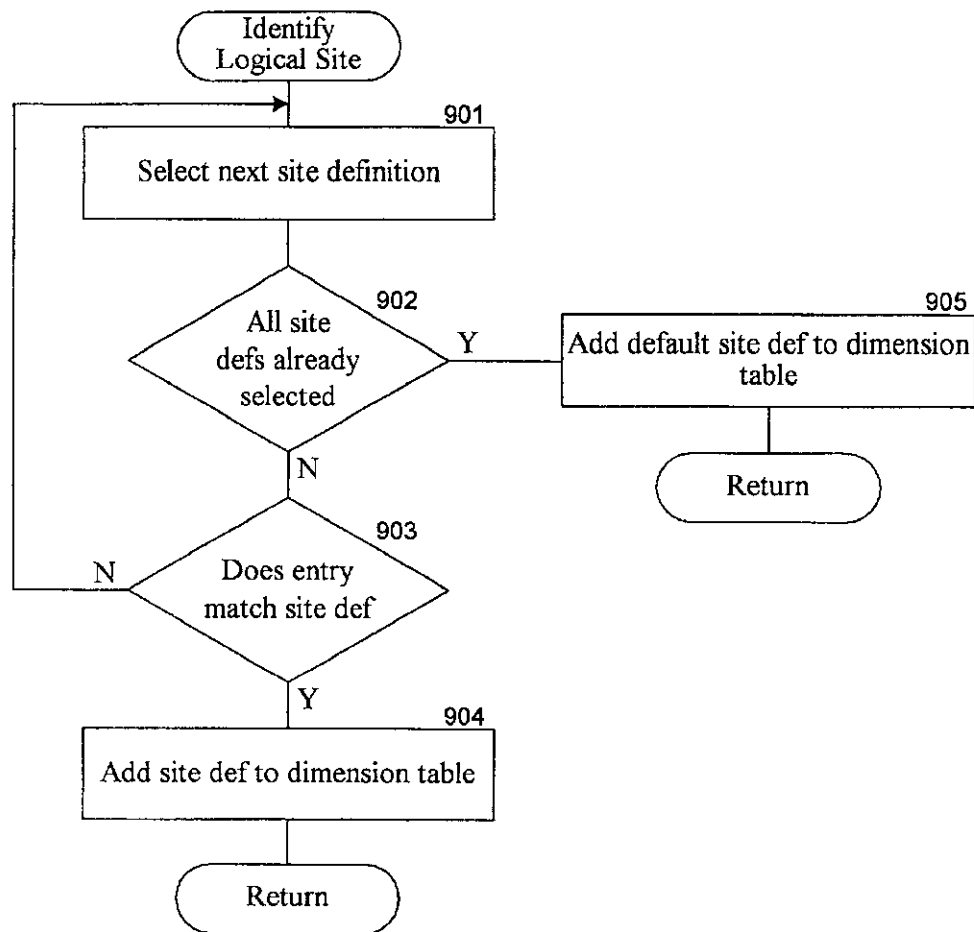 Identify
Logical Site
901
Select next site definition
902
All site
defs already
selected
Y
905
Add default site def to dimension
table
Return
N
903
Does entry
match site def
N
Y
904
Add site def to dimension table
Return